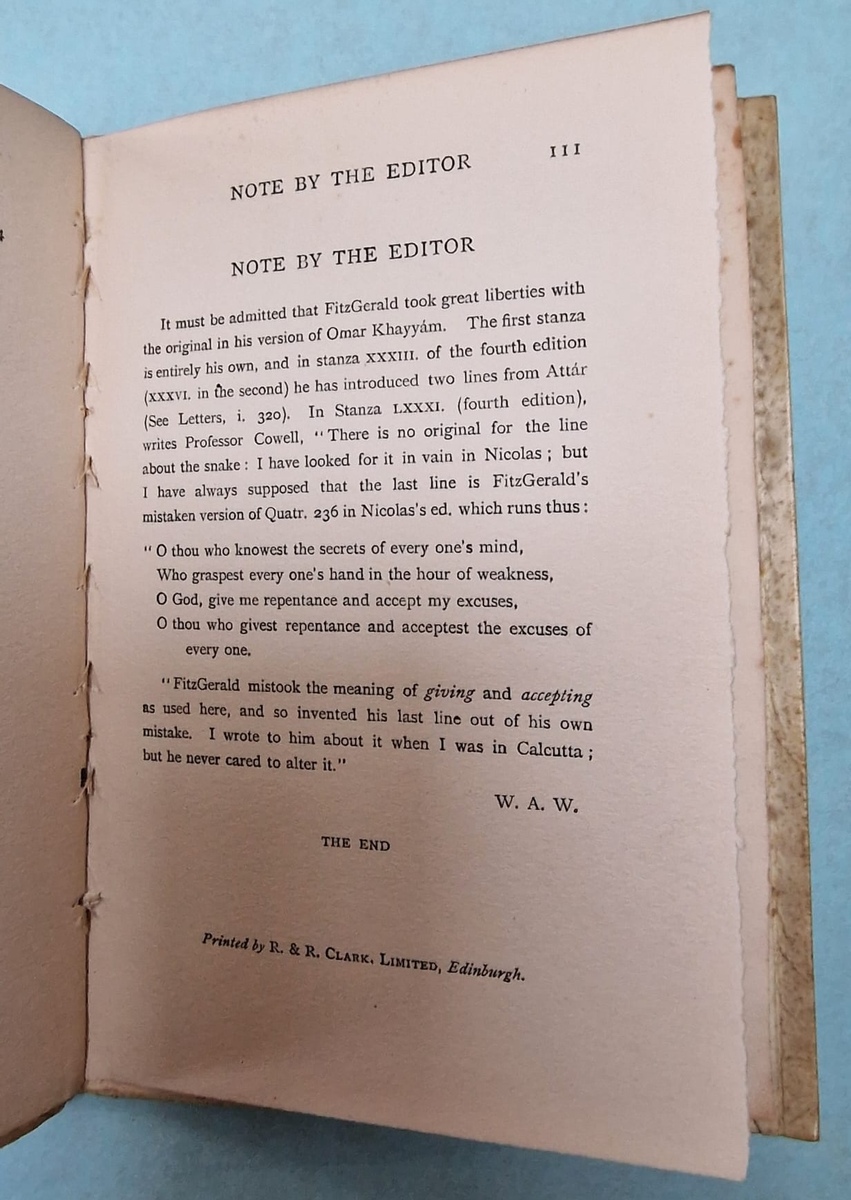 NOTE BY THE EDITOR 111
NOTE BY THE EDITOR
It must be admitted that FitzGerald took great liberties with
the original in his version of Omar Khayyám. The first stanza
is entirely his own, and in stanza XXXIII. of the fourth edition
(XXXVI. in the second) he has introduced two lines from Attár
(See Letters, i. 320). In Stanza LXXXI. (fourth edition),
writes Professor Cowell, "There is no original for the line
about the snake: I have looked for it in vain in Nicolas; but
I have always supposed that the last line is FitzGerald's
mistaken version of Quatr. 236 in Nicolas's ed. which runs thus:
"O thou who knowest the secrets of every one's mind,
Who graspest every one's hand in the hour of weakness,
O God, give me repentance and accept my excuses,
O thou who givest repentance and acceptest the excuses of
every one.
"FitzGerald mistook the meaning of giving and accepting
as used here, and so invented his last line out of his own
mistake. I wrote to him about it when I was in Calcutta;
but he never cared to alter it."
W. A. W.
THE END
Printed by R. & R. CLARK, LIMITED, Edinburgh.